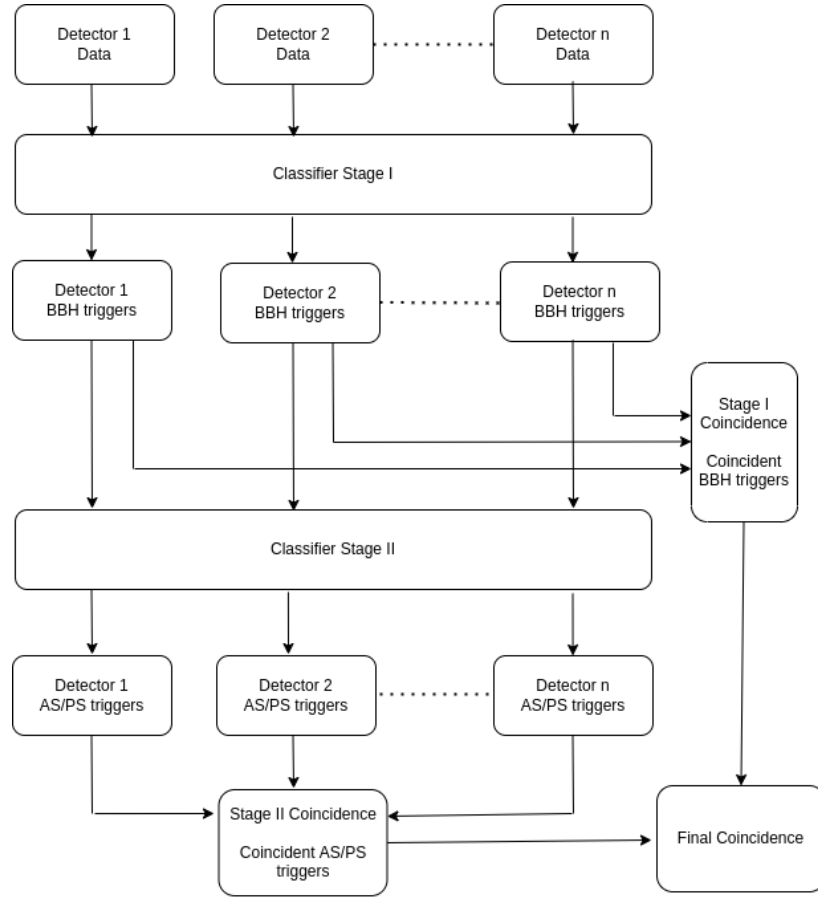 Detector 1
Data
Detector 2
Data
Detector n
Data
Classifier Stage I
Detector 1
BBH triggers
Detector 2
BBH triggers
Detector n
BBH triggers
Stage I
Coincidence
Coincident
BBH triggers
Classifier Stage II
Detector 1
AS/PS triggers
Detector 2
AS/PS triggers
Detector n
AS/PS triggers
Stage II Coincidence
Coincident AS/PS
triggers
Final Coincidence